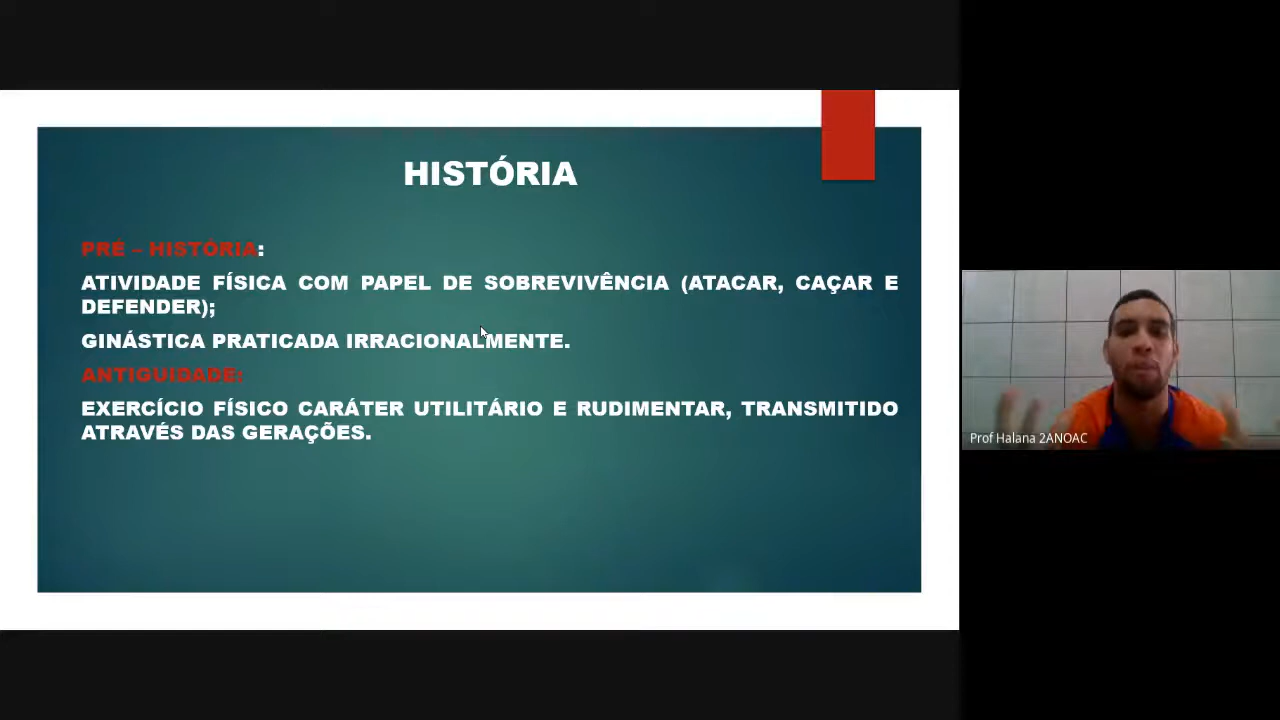 HISTÓRIA
PRÉ – HISTÓRIA:
ATIVIDADE FÍSICA COM PAPEL DE SOBREVIVÊNCIA (ATACAR, CAÇAR E
DEFENDER);
GINÁSTICA PRATICADA IRRACIONALMENTE.
ANTIGUIDADE:
EXERCÍCIO FÍSICO CARÁTER UTILITÁRIO E RUDIMENTAR, TRANSMITIDO
ATRAVÉS DAS GERAÇÕES.
Prof Halana 2ANOAC